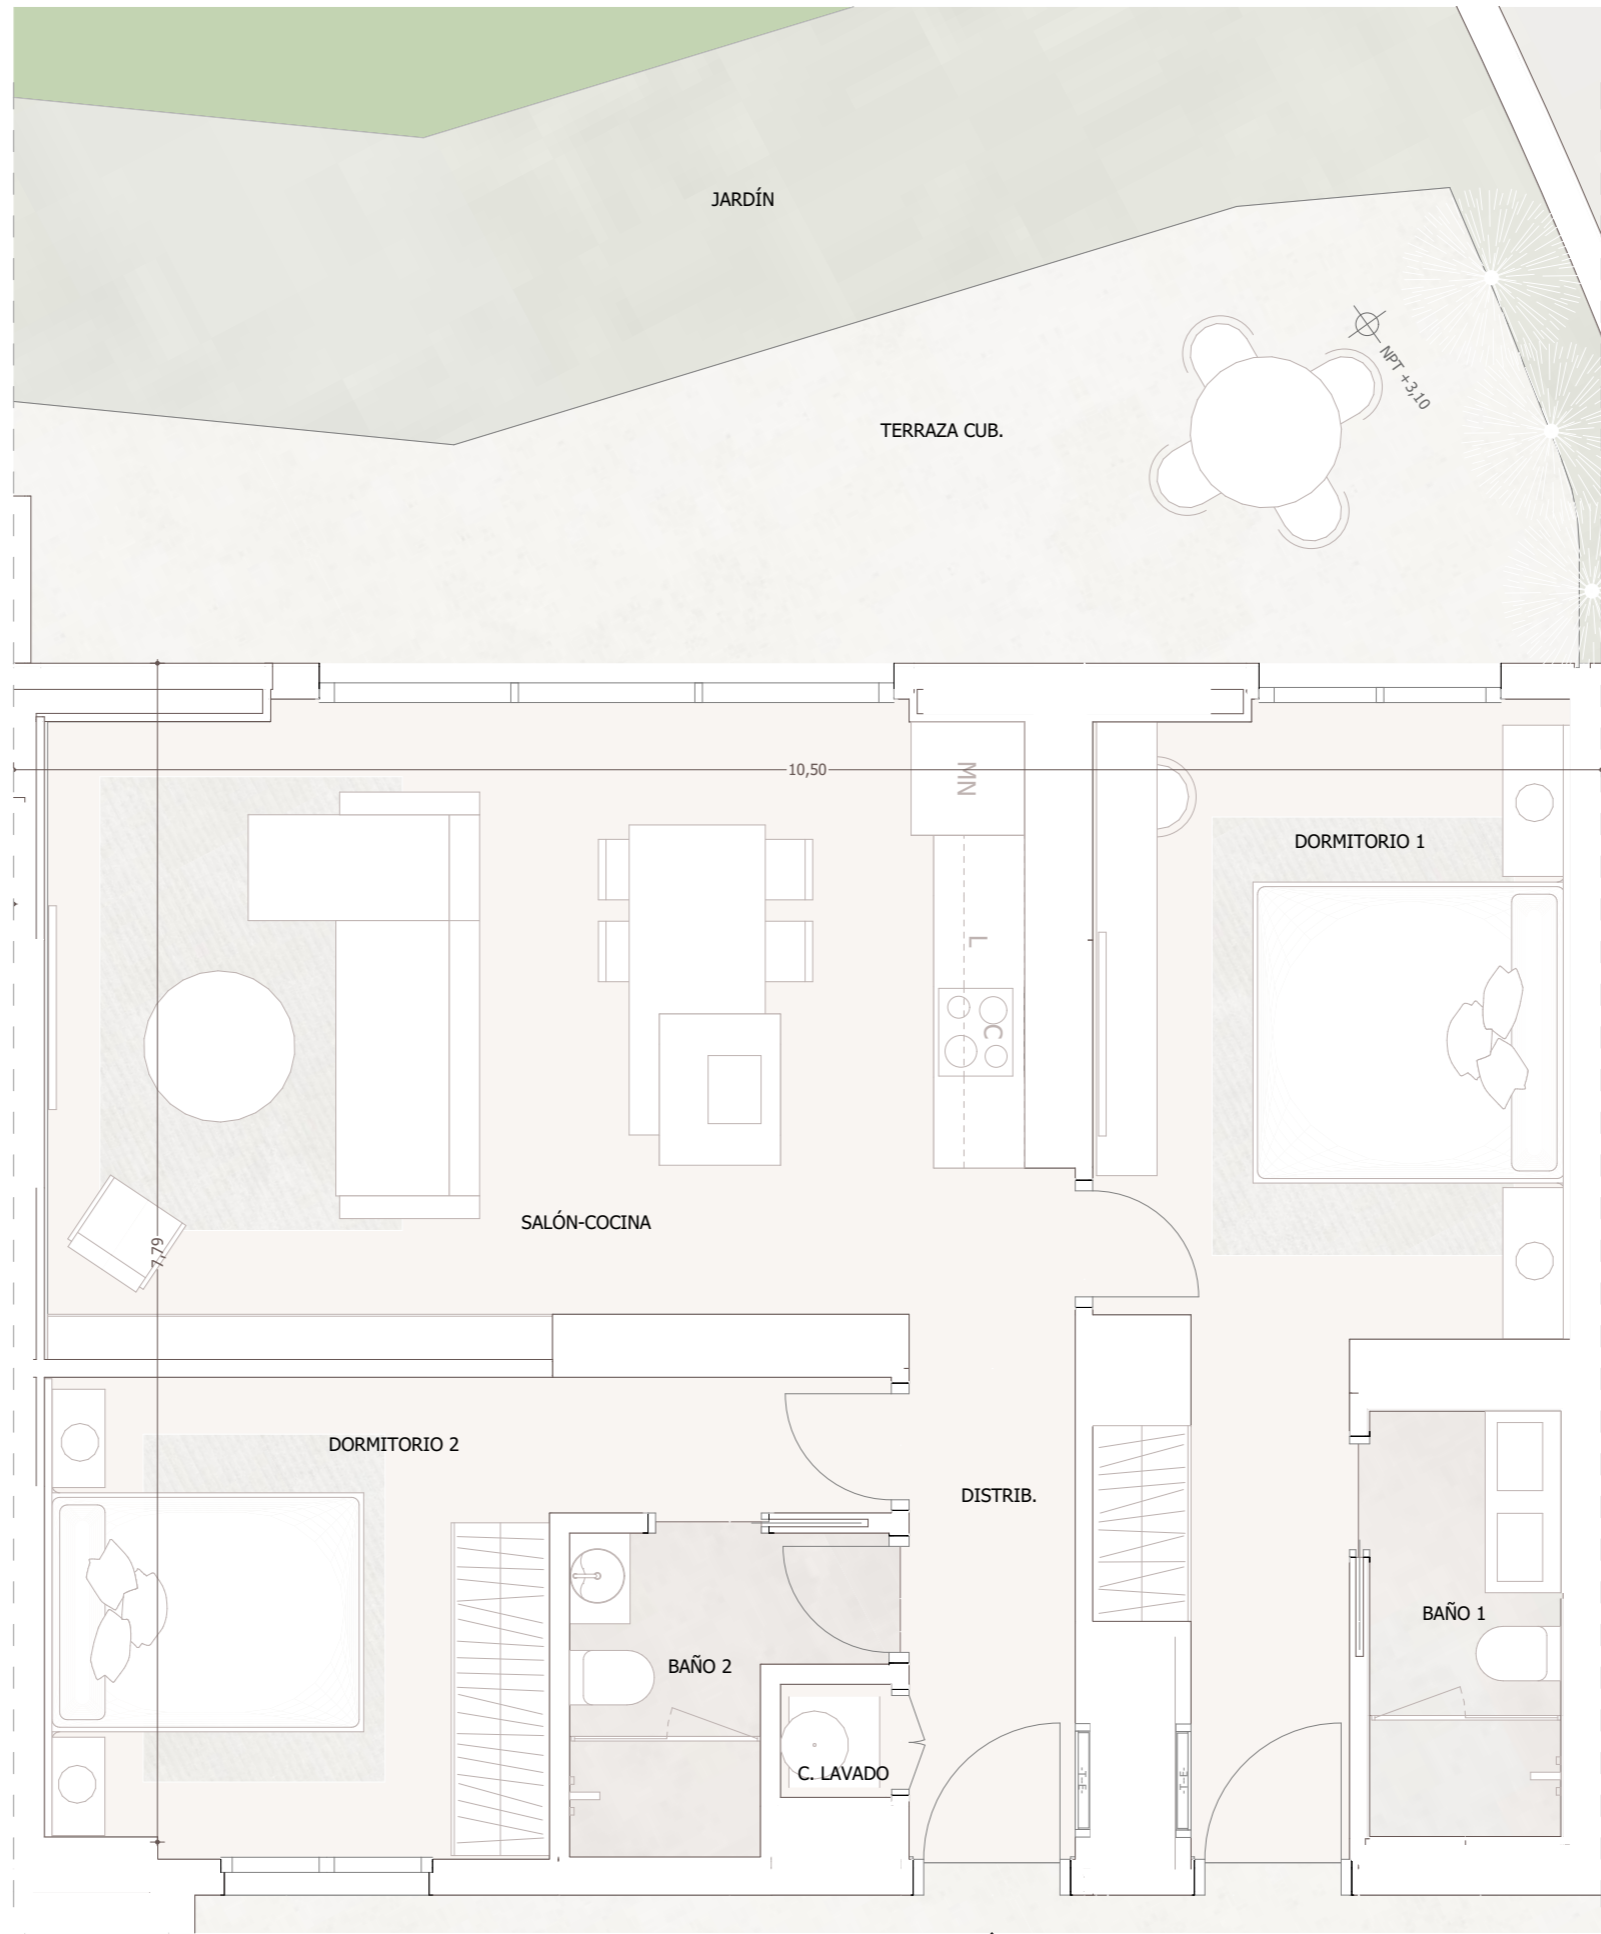 JARDÍN
TERRAZA CUB.
NPT +3,10
10,50
MN
DORMITORIO 1
L
C
SALÓN-COCINA
7,79
DORMITORIO 2
DISTRIB.
BAÑO 1
BAÑO 2
C. LAVADO
-T-E-
-T-E-